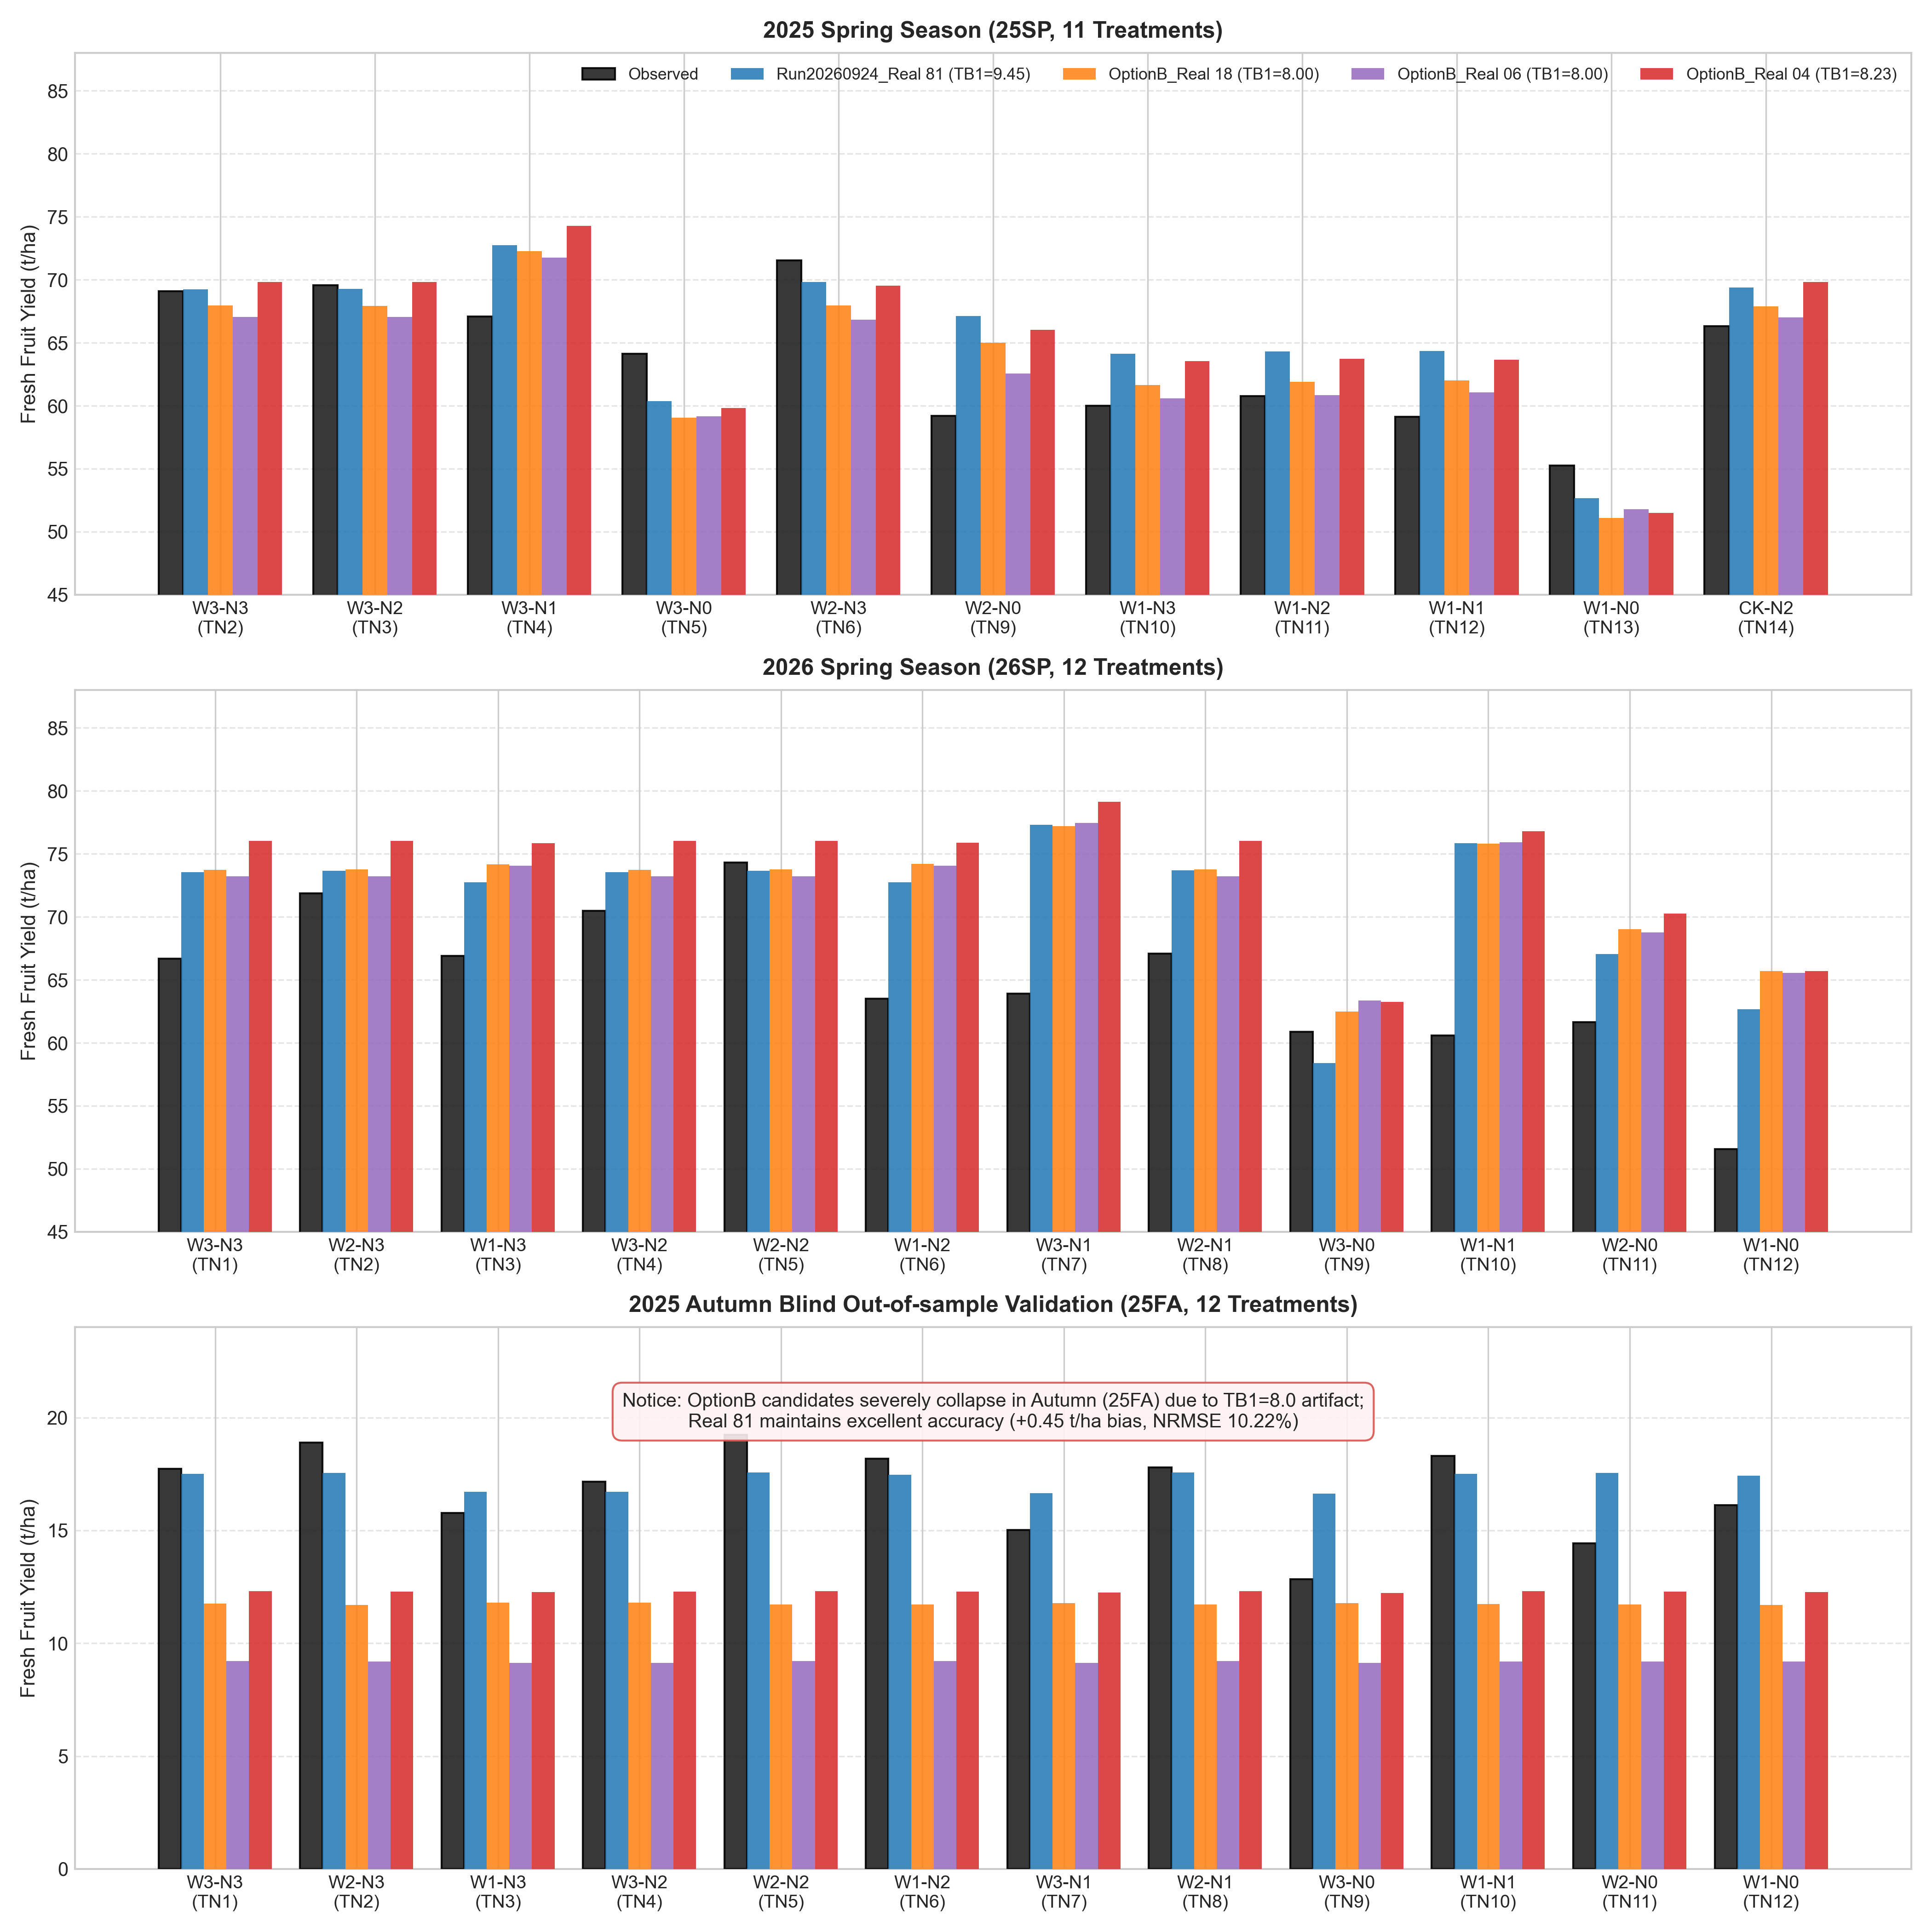 2025 Spring Season (25SP, 11 Treatments)
Observed
Run20260924_Real 81 (TB1=9.45)
OptionB_Real 18 (TB1=8.00)
OptionB_Real 06 (TB1=8.00)
OptionB_Real 04 (TB1=8.23)
Fresh Fruit Yield (t/ha)
85
80
75
70
65
60
55
50
45
W3-N3
(TN2)
W3-N2
(TN3)
W3-N1
(TN4)
W3-N0
(TN5)
W2-N3
(TN6)
W2-N0
(TN9)
W1-N3
(TN10)
W1-N2
(TN11)
W1-N1
(TN12)
W1-N0
(TN13)
CK-N2
(TN14)
2026 Spring Season (26SP, 12 Treatments)
Fresh Fruit Yield (t/ha)
85
80
75
70
65
60
55
50
45
W3-N3
(TN1)
W2-N3
(TN2)
W1-N3
(TN3)
W3-N2
(TN4)
W2-N2
(TN5)
W1-N2
(TN6)
W3-N1
(TN7)
W2-N1
(TN8)
W3-N0
(TN9)
W1-N1
(TN10)
W2-N0
(TN11)
W1-N0
(TN12)
2025 Autumn Blind Out-of-sample Validation (25FA, 12 Treatments)
Notice: OptionB candidates severely collapse in Autumn (25FA) due to TB1=8.0 artifact;
Real 81 maintains excellent accuracy (+0.45 t/ha bias, NRMSE 10.22%)
Fresh Fruit Yield (t/ha)
20
15
10
5
0
W3-N3
(TN1)
W2-N3
(TN2)
W1-N3
(TN3)
W3-N2
(TN4)
W2-N2
(TN5)
W1-N2
(TN6)
W3-N1
(TN7)
W2-N1
(TN8)
W3-N0
(TN9)
W1-N1
(TN10)
W2-N0
(TN11)
W1-N0
(TN12)